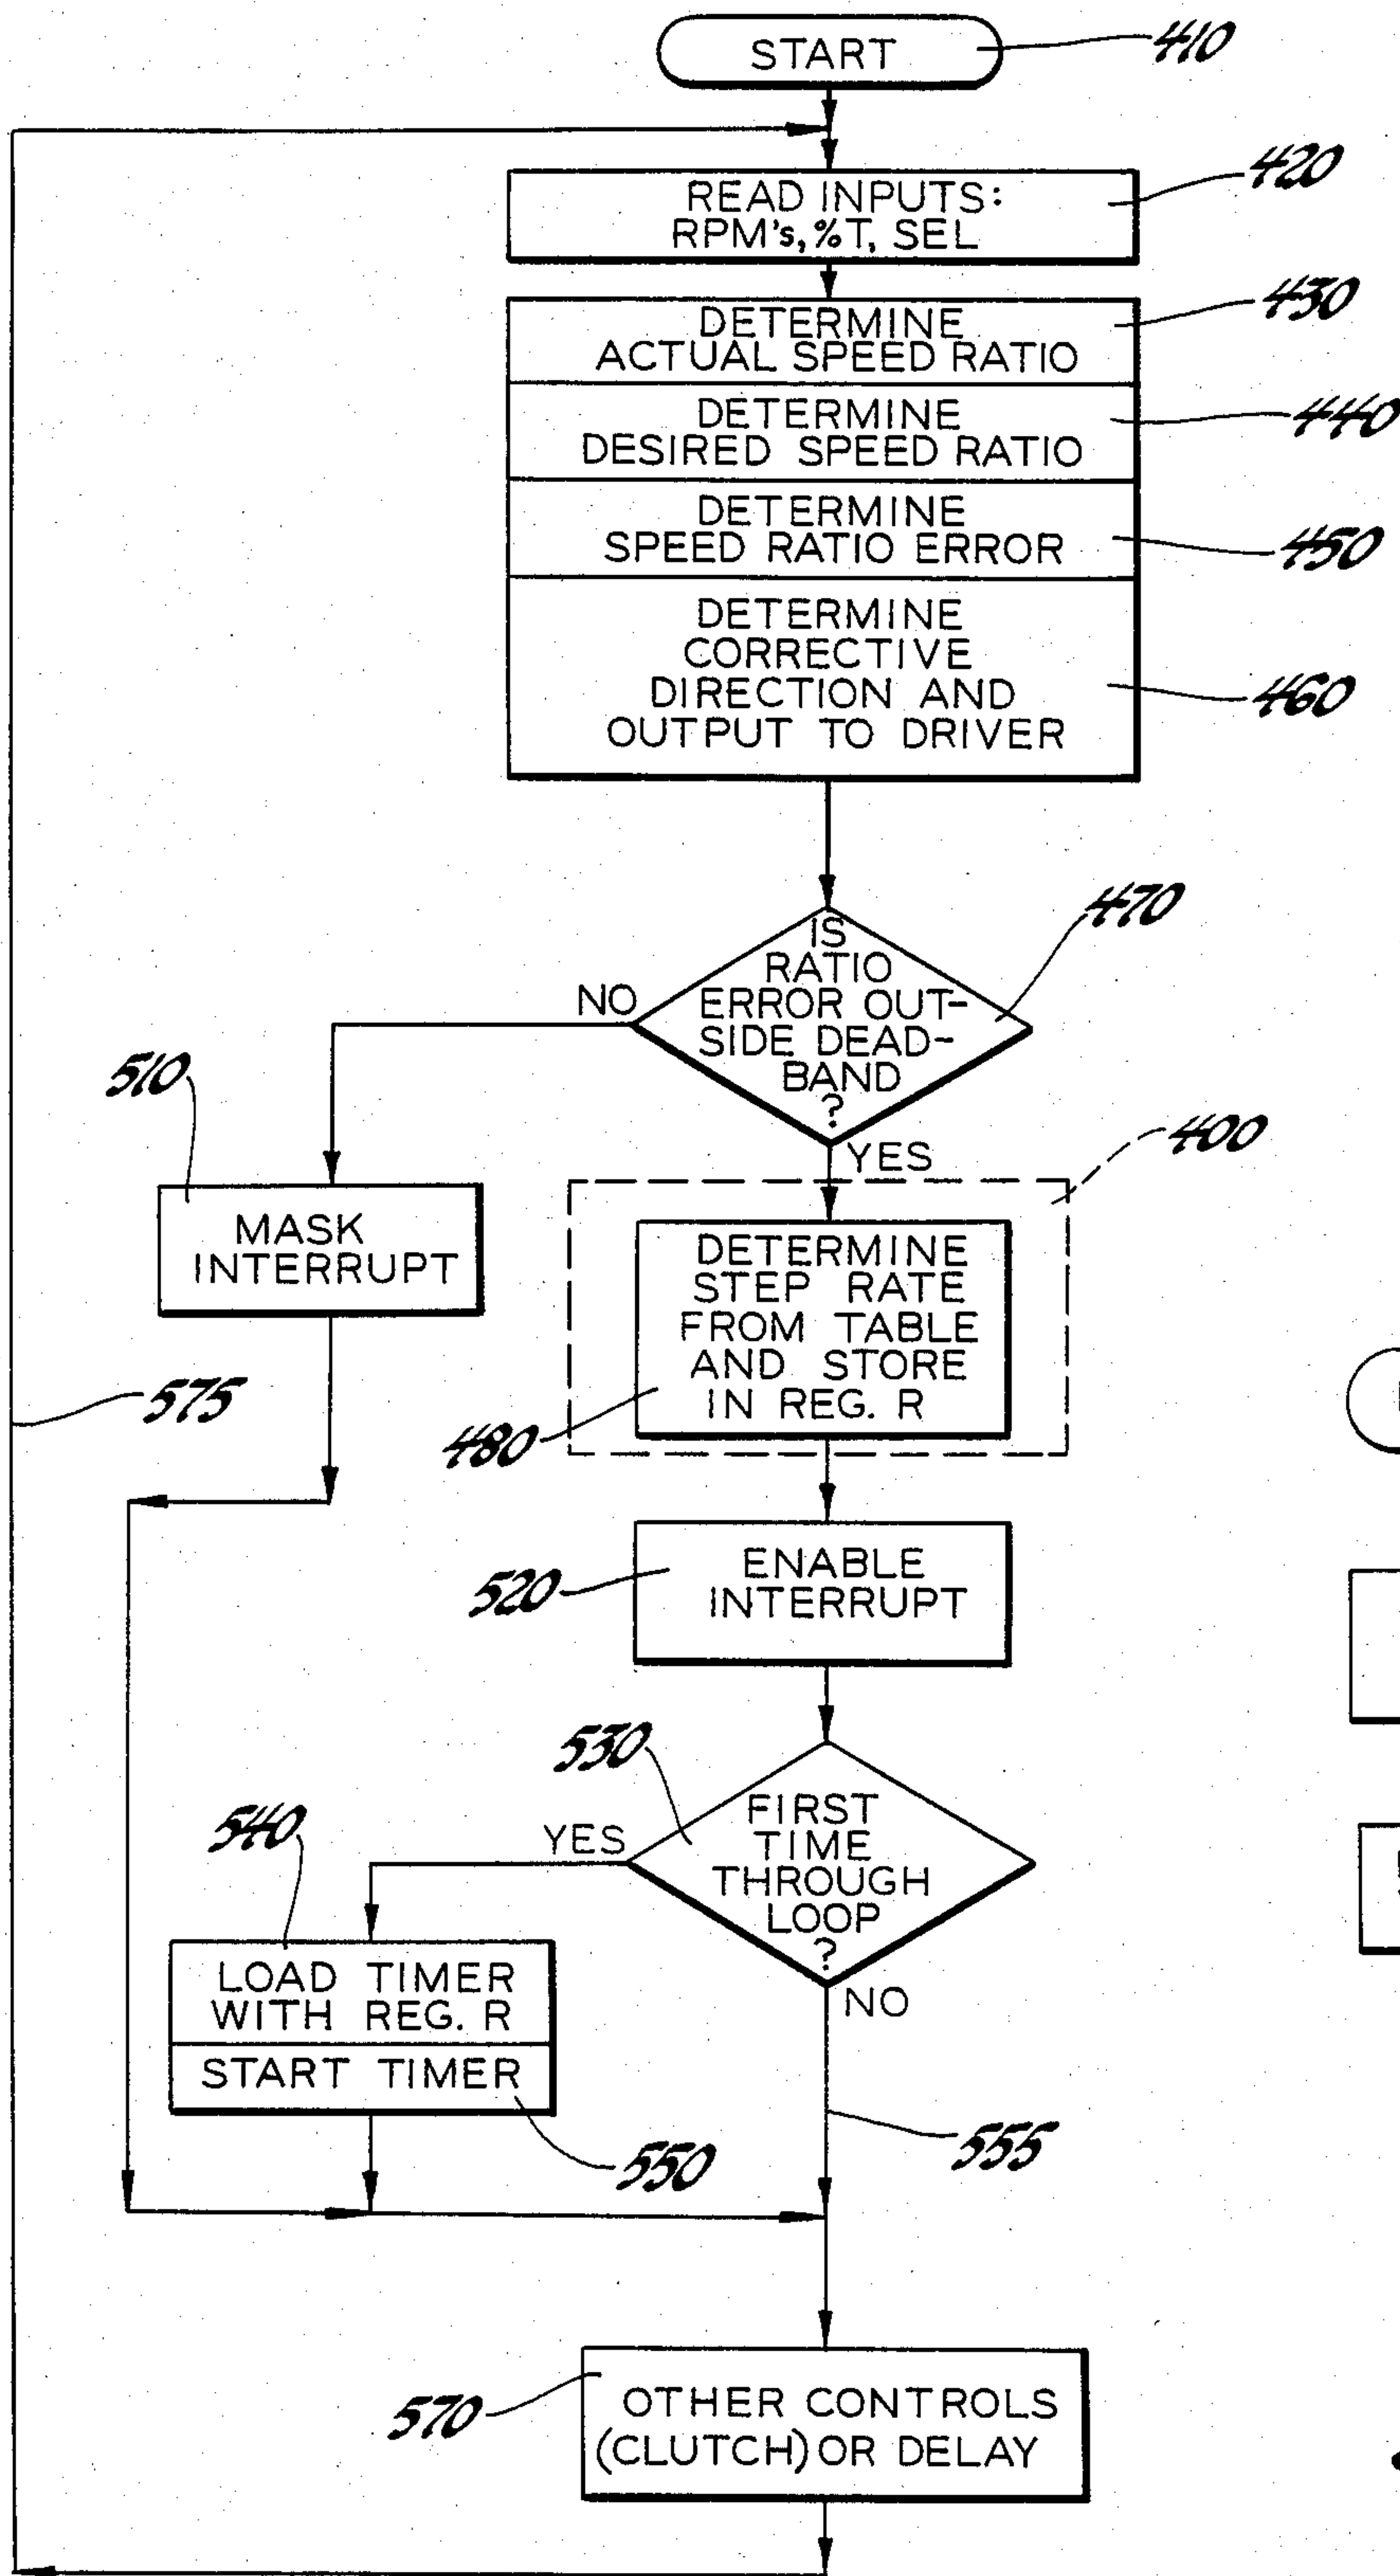 START
410
READ INPUTS:
RPM's, %T, SEL
420
DETERMINE
ACTUAL SPEED RATIO
430
DETERMINE
DESIRED SPEED RATIO
440
DETERMINE
SPEED RATIO ERROR
450
DETERMINE
CORRECTIVE
DIRECTION AND
OUTPUT TO DRIVER
460
IS
RATIO
ERROR OUT-
SIDE DEAD-
BAND
?
470
NO
YES
510
MASK
INTERRUPT
400
DETERMINE
STEP RATE
FROM TABLE
AND STORE
IN REG. R
480
575
ENABLE
INTERRUPT
520
530
FIRST
TIME
THROUGH
LOOP
?
YES
NO
540
LOAD TIMER
WITH REG. R
START TIMER
550
555
570
OTHER CONTROLS
(CLUTCH) OR DELAY